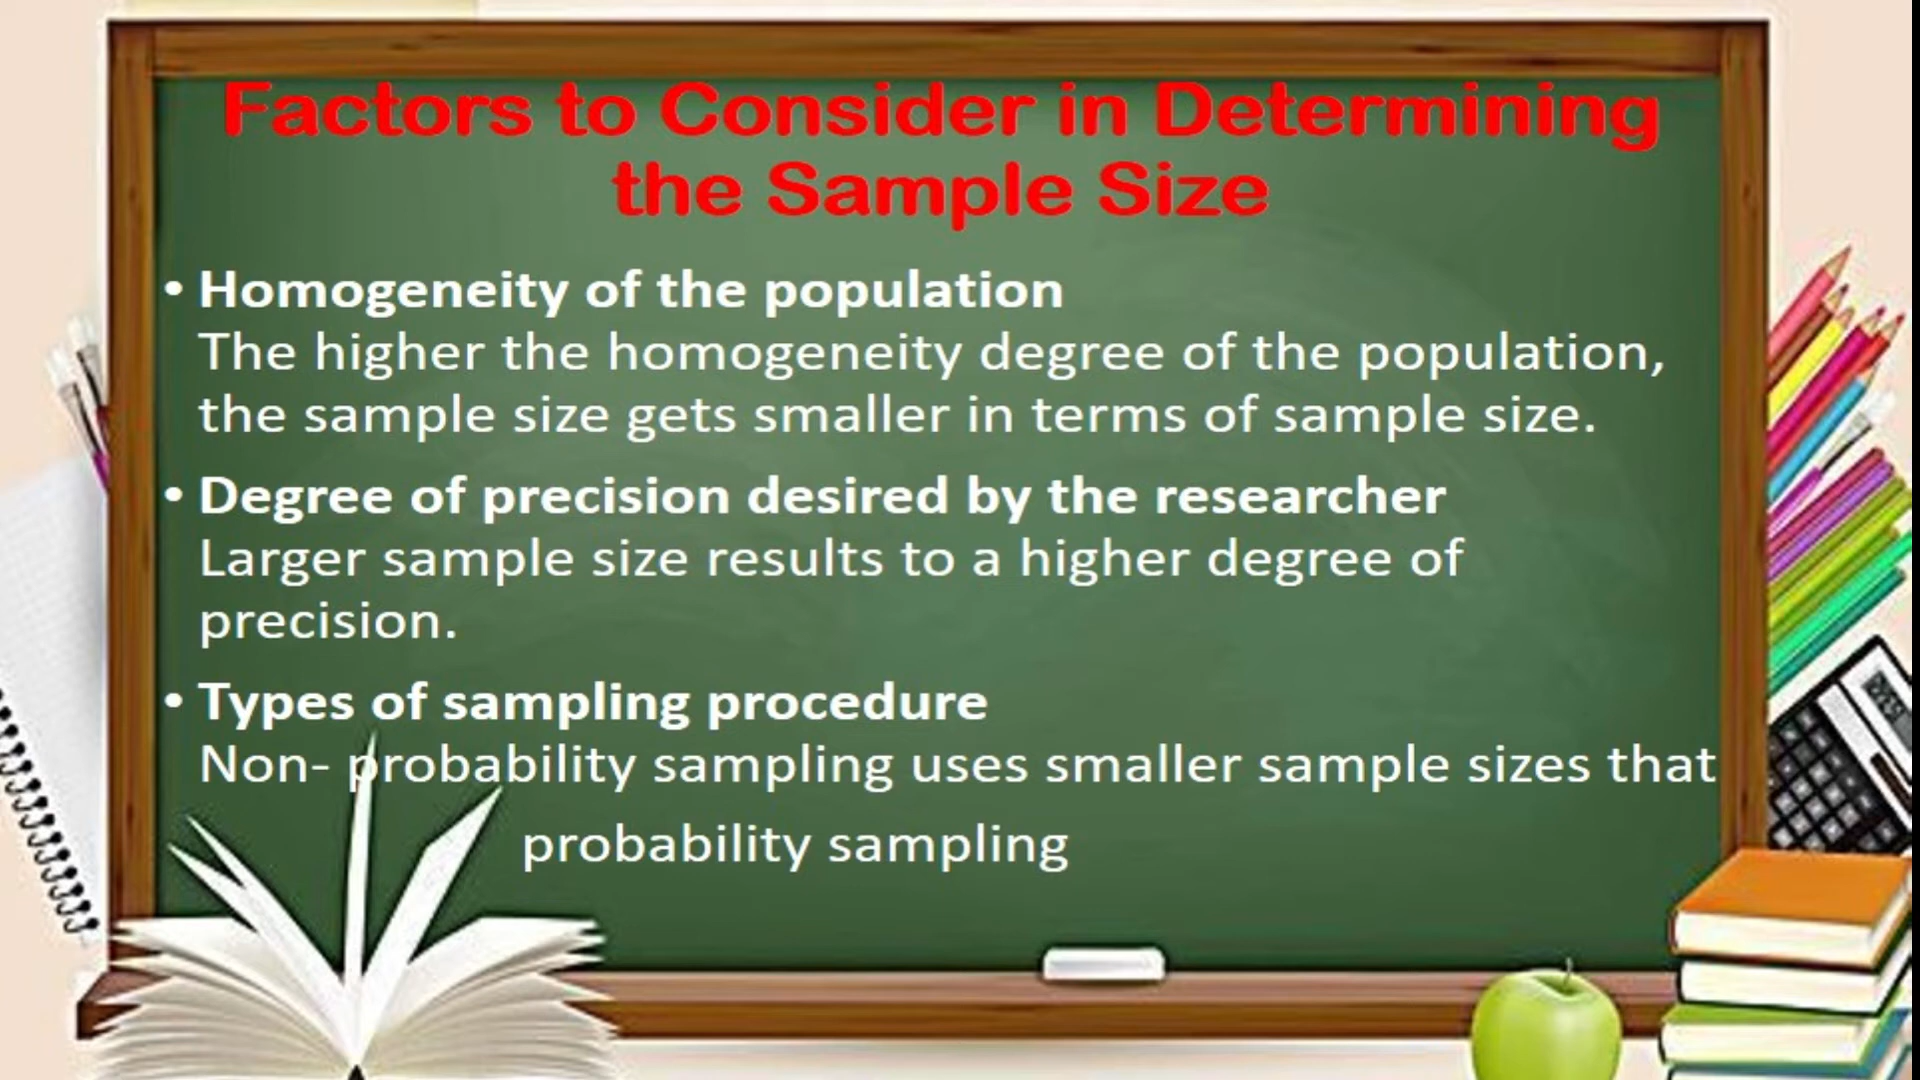 Factors to Consider in Determining
the Sample Size
• Homogeneity of the population
The higher the homogeneity degree of the population,
the sample size gets smaller in terms of sample size.
• Degree of precision desired by the researcher
Larger sample size results to a higher degree of
precision.
• Types of sampling procedure
Non- probability sampling uses smaller sample sizes that
probability sampling